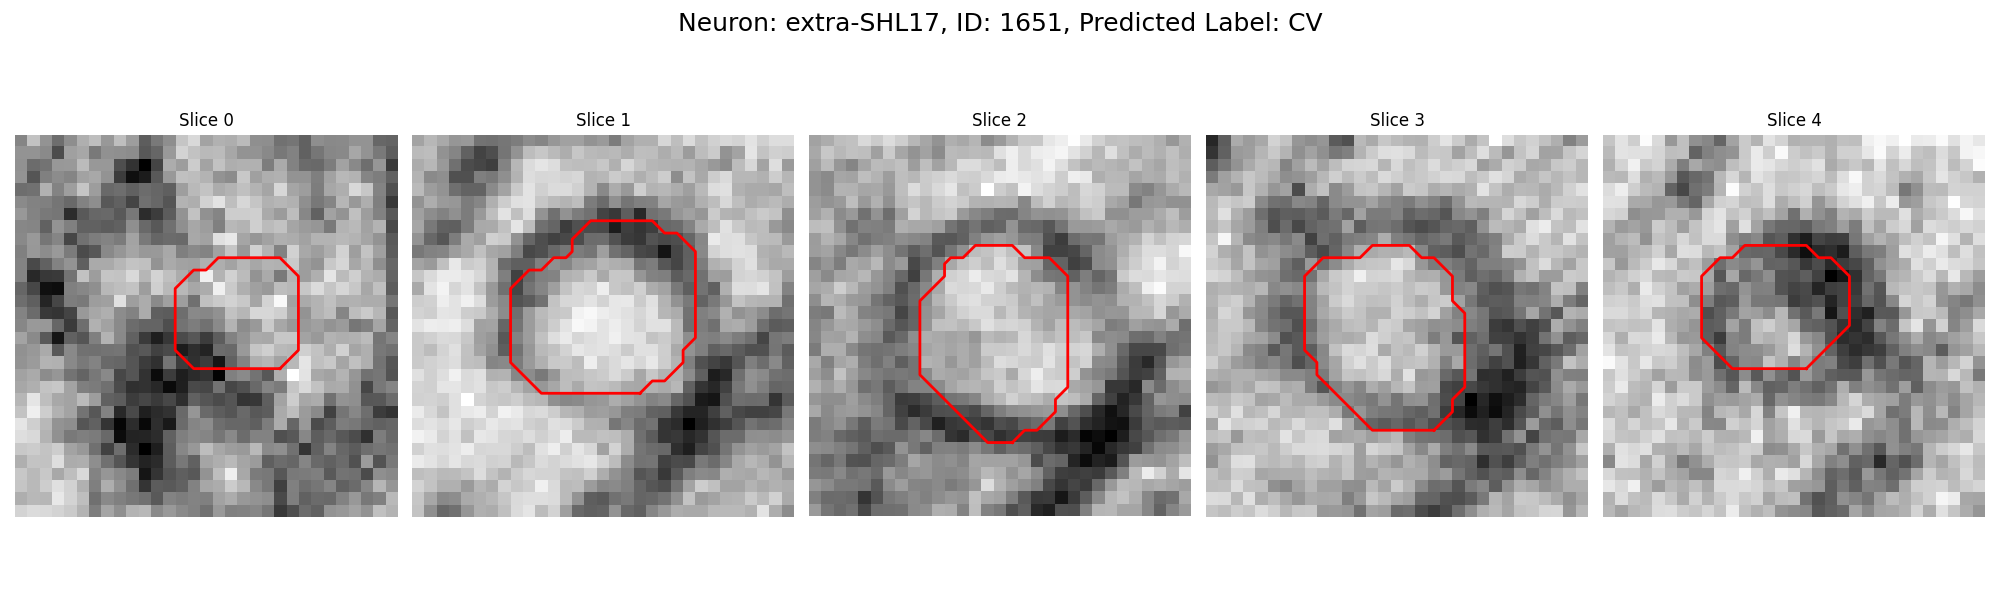 Neuron: extra-SHL17, ID: 1651, Predicted Label: CV
Slice 0
Slice 1
Slice 2
Slice 3
Slice 4